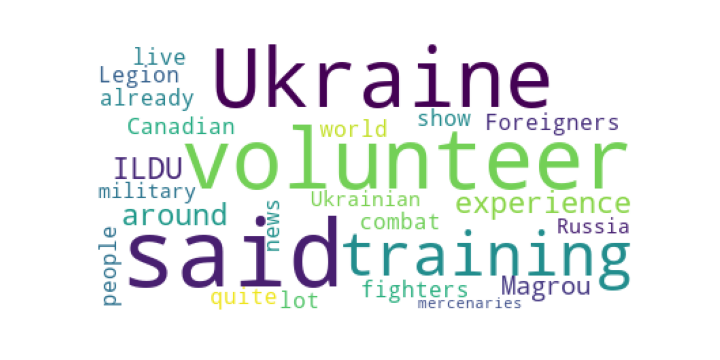 live
Ukraine
Legion
already
Canadian
world
show
Foreigners
volunteer
ILDU
military
Ukrainian
experience
around
news
combat
Russia
said
training
people
quite
lot
fighters
Magrou
mercenaries